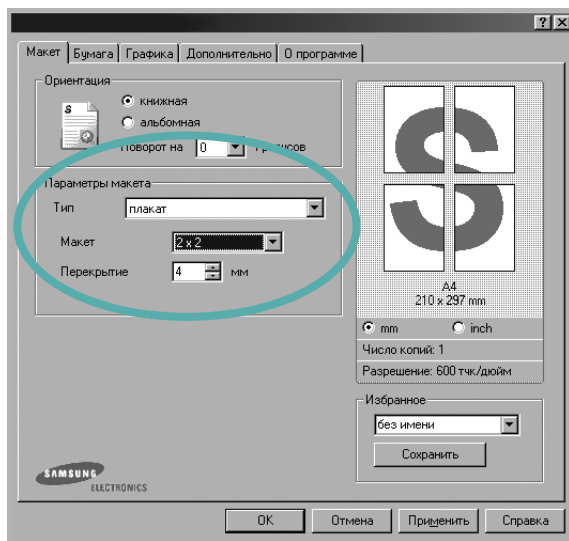 Макет Бумага Графика Дополнительно О программе
Ориентация
S
книжная
альбомная
Поворот на 0
Параметры макета
Тип плакат
Макет 2 x 2
Перекрытие 4 мм
S
A4
210 x 297 mm
mm inch
Число копий: 1
Разрешение: 600 тчк/дюйм
Избранное
без имени
Сохранить
SAMSUNG
ELECTRONICS
OK Отмена Применить Справка